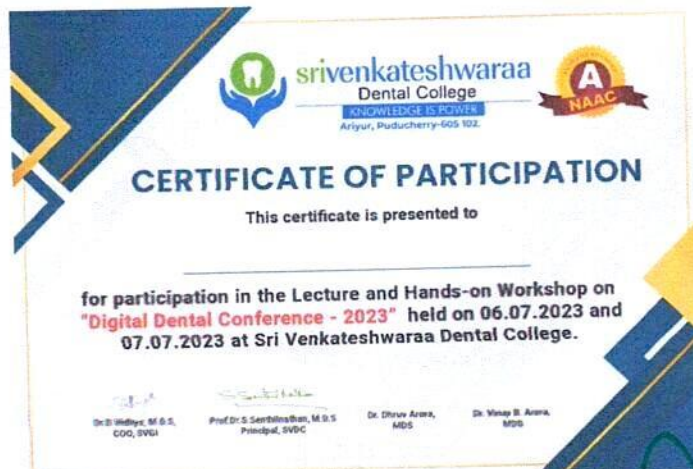 srivenkateshwaraa
Dental College
KNOWLEDGE IS POWER
Ariyur, Puducherry-605 102.
A
NAAC
CERTIFICATE OF PARTICIPATION
This certificate is presented to
for participation in the Lecture and Hands-on Workshop on
"Digital Dental Conference - 2023" held on 06.07.2023 and
07.07.2023 at Sri Venkateshwaraa Dental College.
M.D.S,
COO, SVGI
Prof.Dr.S.Senthilnathan, M.D.S
Principal, SVDC
Dr. Dhruv Arora,
MDS
Dr. Vinay B. Arora,
MDS